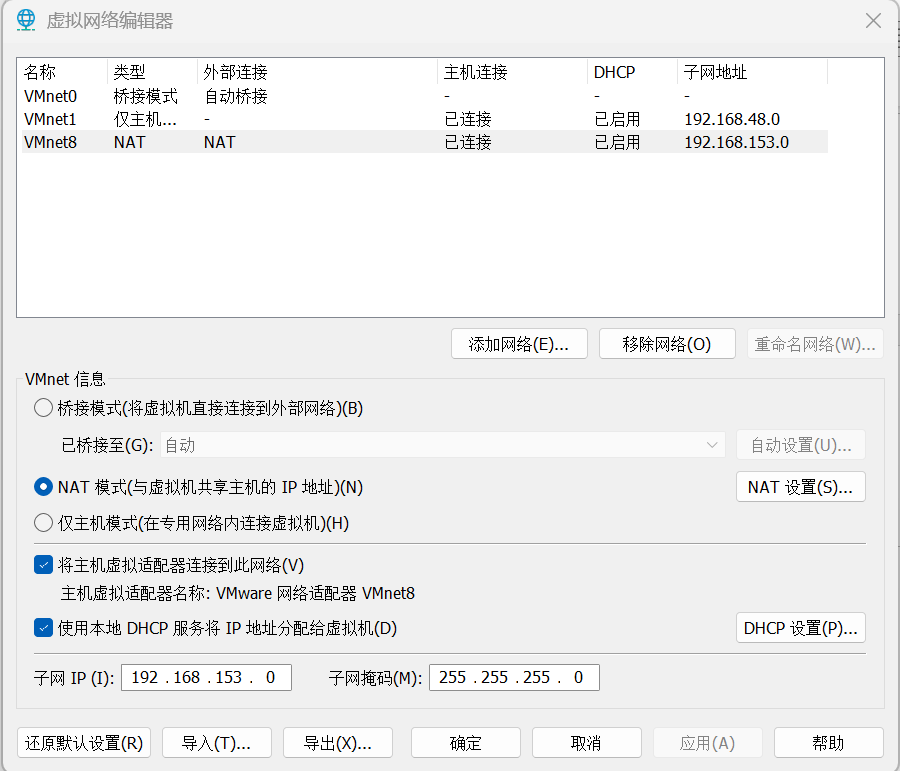 虚拟网络编辑器
名称 类型 外部连接 主机连接 DHCP 子网地址
VMnet0 桥接模式 自动桥接 - - -
VMnet1 仅主机... - 已连接 已启用 192.168.48.0
VMnet8 NAT NAT 已连接 已启用 192.168.153.0
添加网络(E)... 移除网络(O) 重命名网络(W)...
VMnet 信息
桥接模式(将虚拟机直接连接到外部网络)(B)
已桥接至(G): 自动 自动设置(U)...
NAT 模式(与虚拟机共享主机的 IP 地址)(N) NAT 设置(S)...
仅主机模式(在专用网络内连接虚拟机)(H)
将主机虚拟适配器连接到此网络(V)
主机虚拟适配器名称: VMware 网络适配器 VMnet8
使用本地 DHCP 服务将 IP 地址分配给虚拟机(D) DHCP 设置(P)...
子网 IP (I): 192 . 168 . 153 . 0 子网掩码(M): 255 . 255 . 255 . 0
还原默认设置(R) 导入(T)... 导出(X)... 确定 取消 应用(A) 帮助